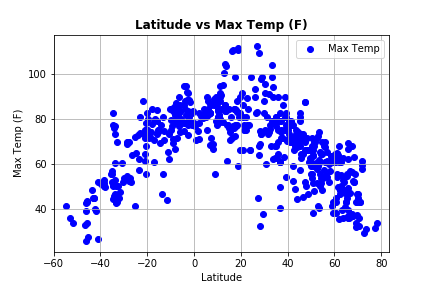 Latitude vs Max Temp (F)
Max Temp
100
80
60
40
Max Temp (F)
−60 −40 −20 0 20 40 60 80
Latitude